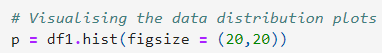 # Visualising the data distribution plots
p = df1.hist(figsize = (20,20))